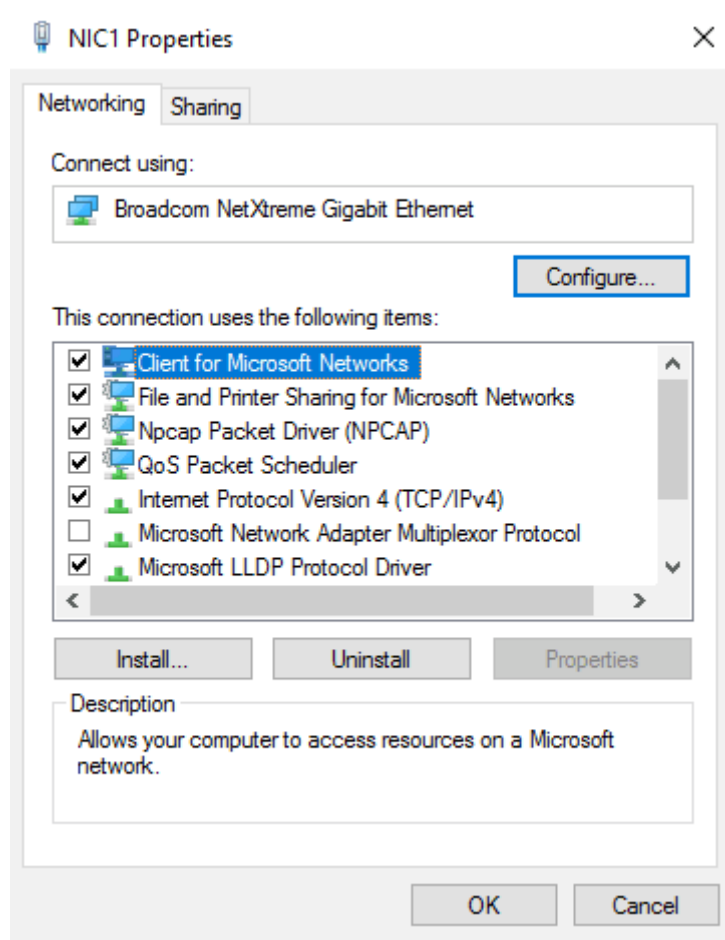 NIC1 Properties
Networking
Sharing
Connect using:
Broadcom NetXtreme Gigabit Ethernet
Configure...
This connection uses the following items:
Client for Microsoft Networks
File and Printer Sharing for Microsoft Networks
Npcap Packet Driver (NPCAP)
QoS Packet Scheduler
Internet Protocol Version 4 (TCP/IPv4)
Microsoft Network Adapter Multiplexor Protocol
Microsoft LLDP Protocol Driver
Install...
Uninstall
Properties
Description
Allows your computer to access resources on a Microsoft
network.
OK
Cancel